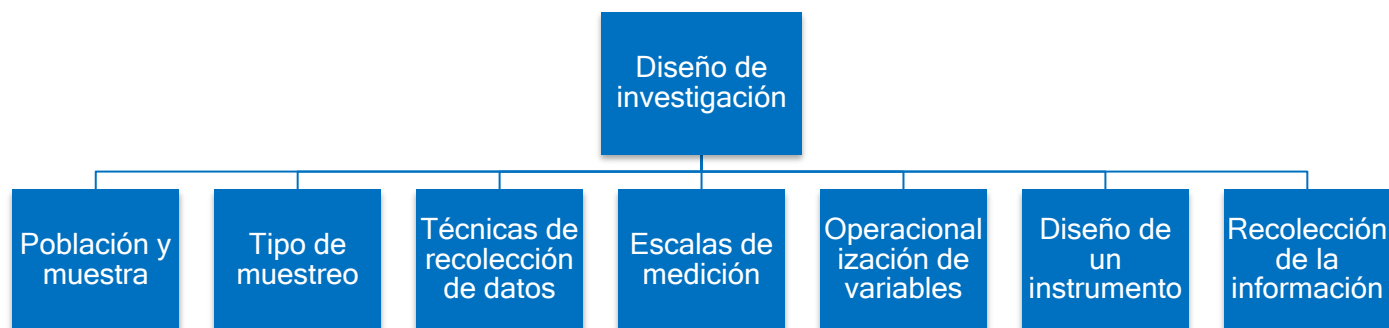 Diseño de
investigación
Población y
muestra
Tipo de
muestreo
Técnicas de
recolección
de datos
Escalas de
medición
Operacional
ización de
variables
Diseño de
un
instrumento
Recolección
de la
información